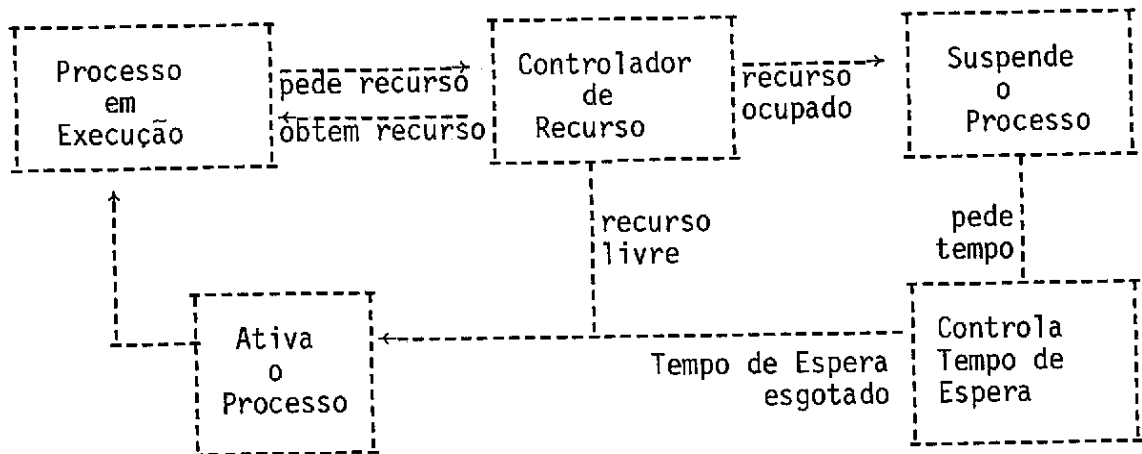 Processo
em
Execução
pede recurso
obtem recurso
Controlador
de
Recurso
recurso
ocupado
Suspende
o
Processo
recurso
livre
pede
tempo
Ativa
o
Processo
Tempo de Espera
esgotado
Controla
Tempo de
Espera